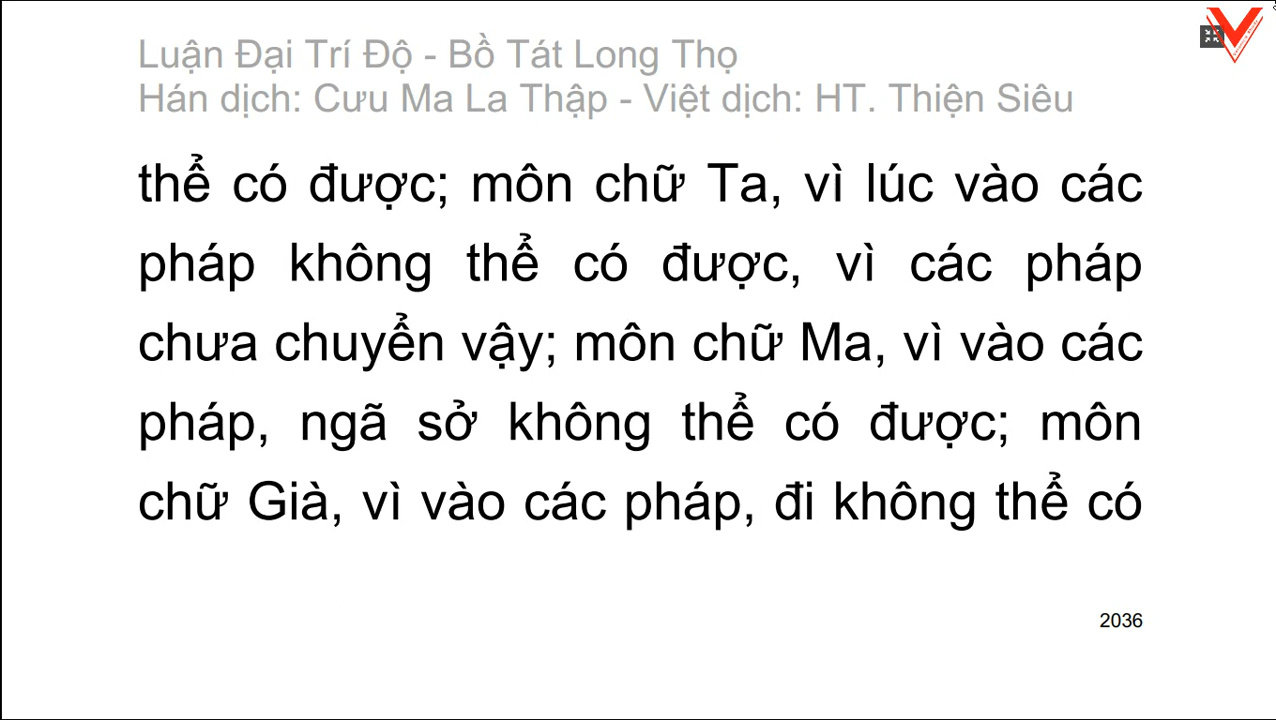 Luận Đại Trí Độ - Bồ Tát Long Thọ
Hán dịch: Cưu Ma La Thập - Việt dịch: HT. Thiện Siêu
thể có được; môn chữ Ta, vì lúc vào các
pháp không thể có được, vì các pháp
chưa chuyển vậy; môn chữ Ma, vì vào các
pháp, ngã sở không thể có được; môn
chữ Già, vì vào các pháp, đi không thể có
2036